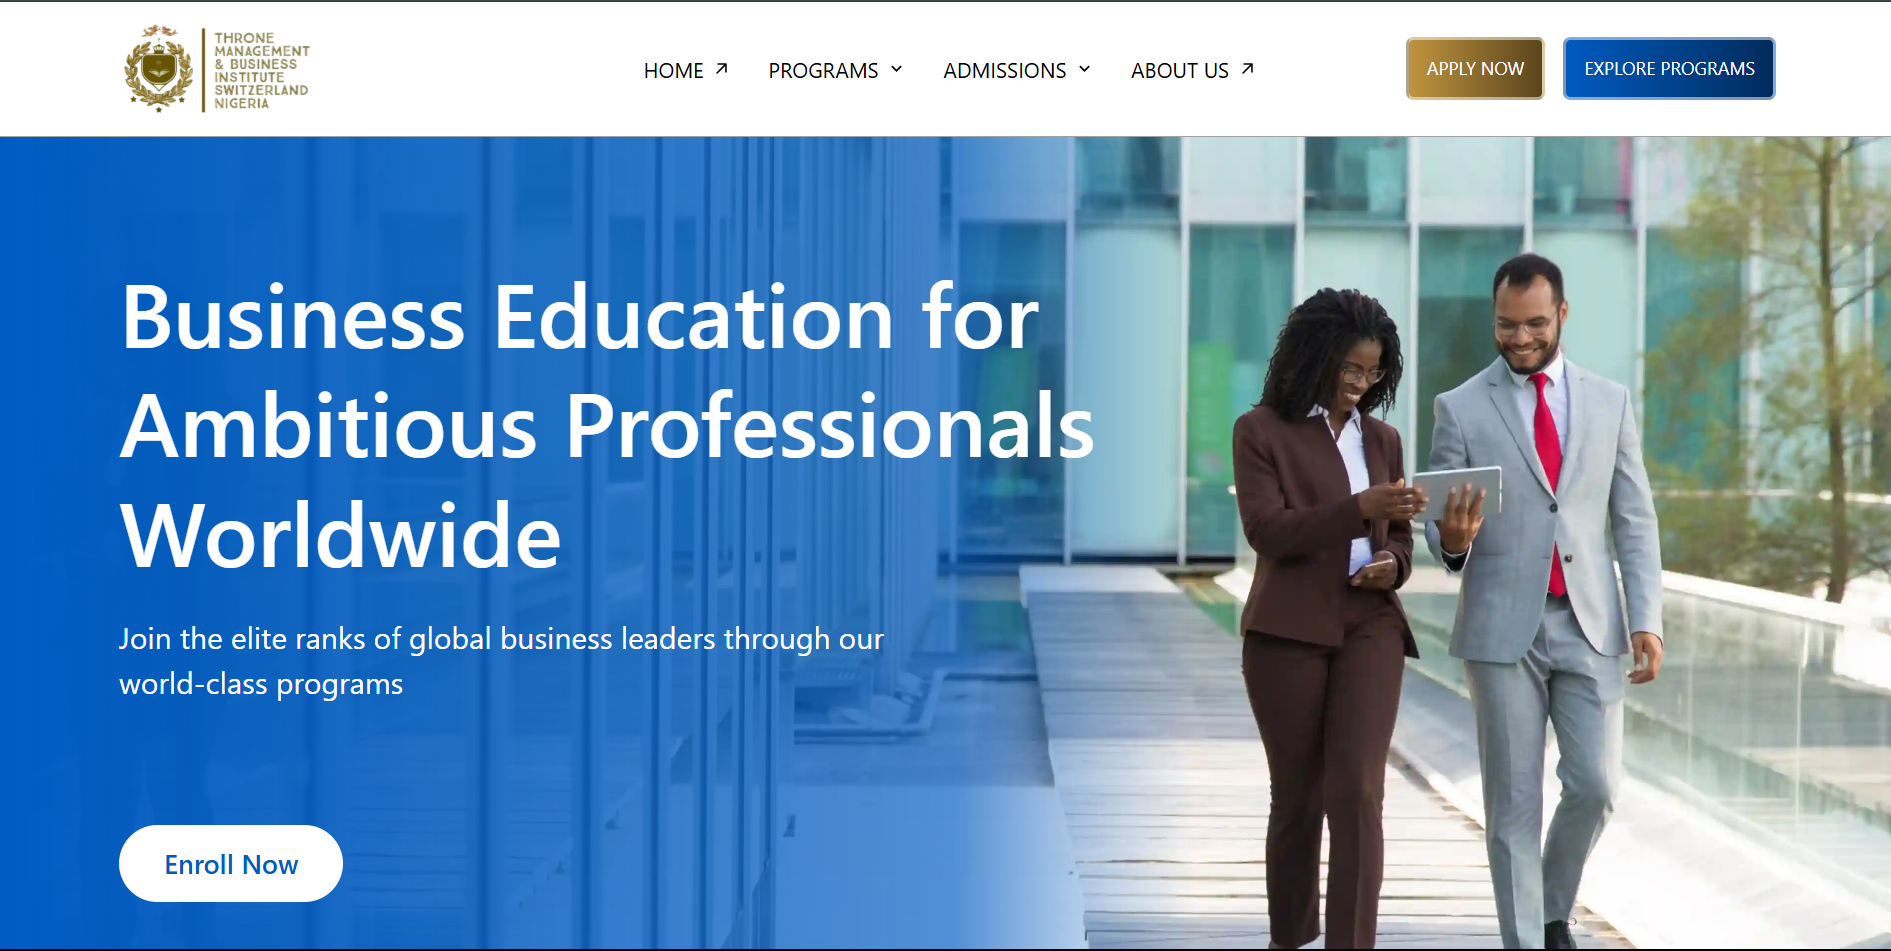 THRONE
MANAGEMENT
& BUSINESS
INSTITUTE
SWITZERLAND
NIGERIA
HOME
PROGRAMS
ADMISSIONS
ABOUT US
APPLY NOW
EXPLORE PROGRAMS
Business Education for
Ambitious Professionals
Worldwide
Join the elite ranks of global business leaders through our
world-class programs
Enroll Now